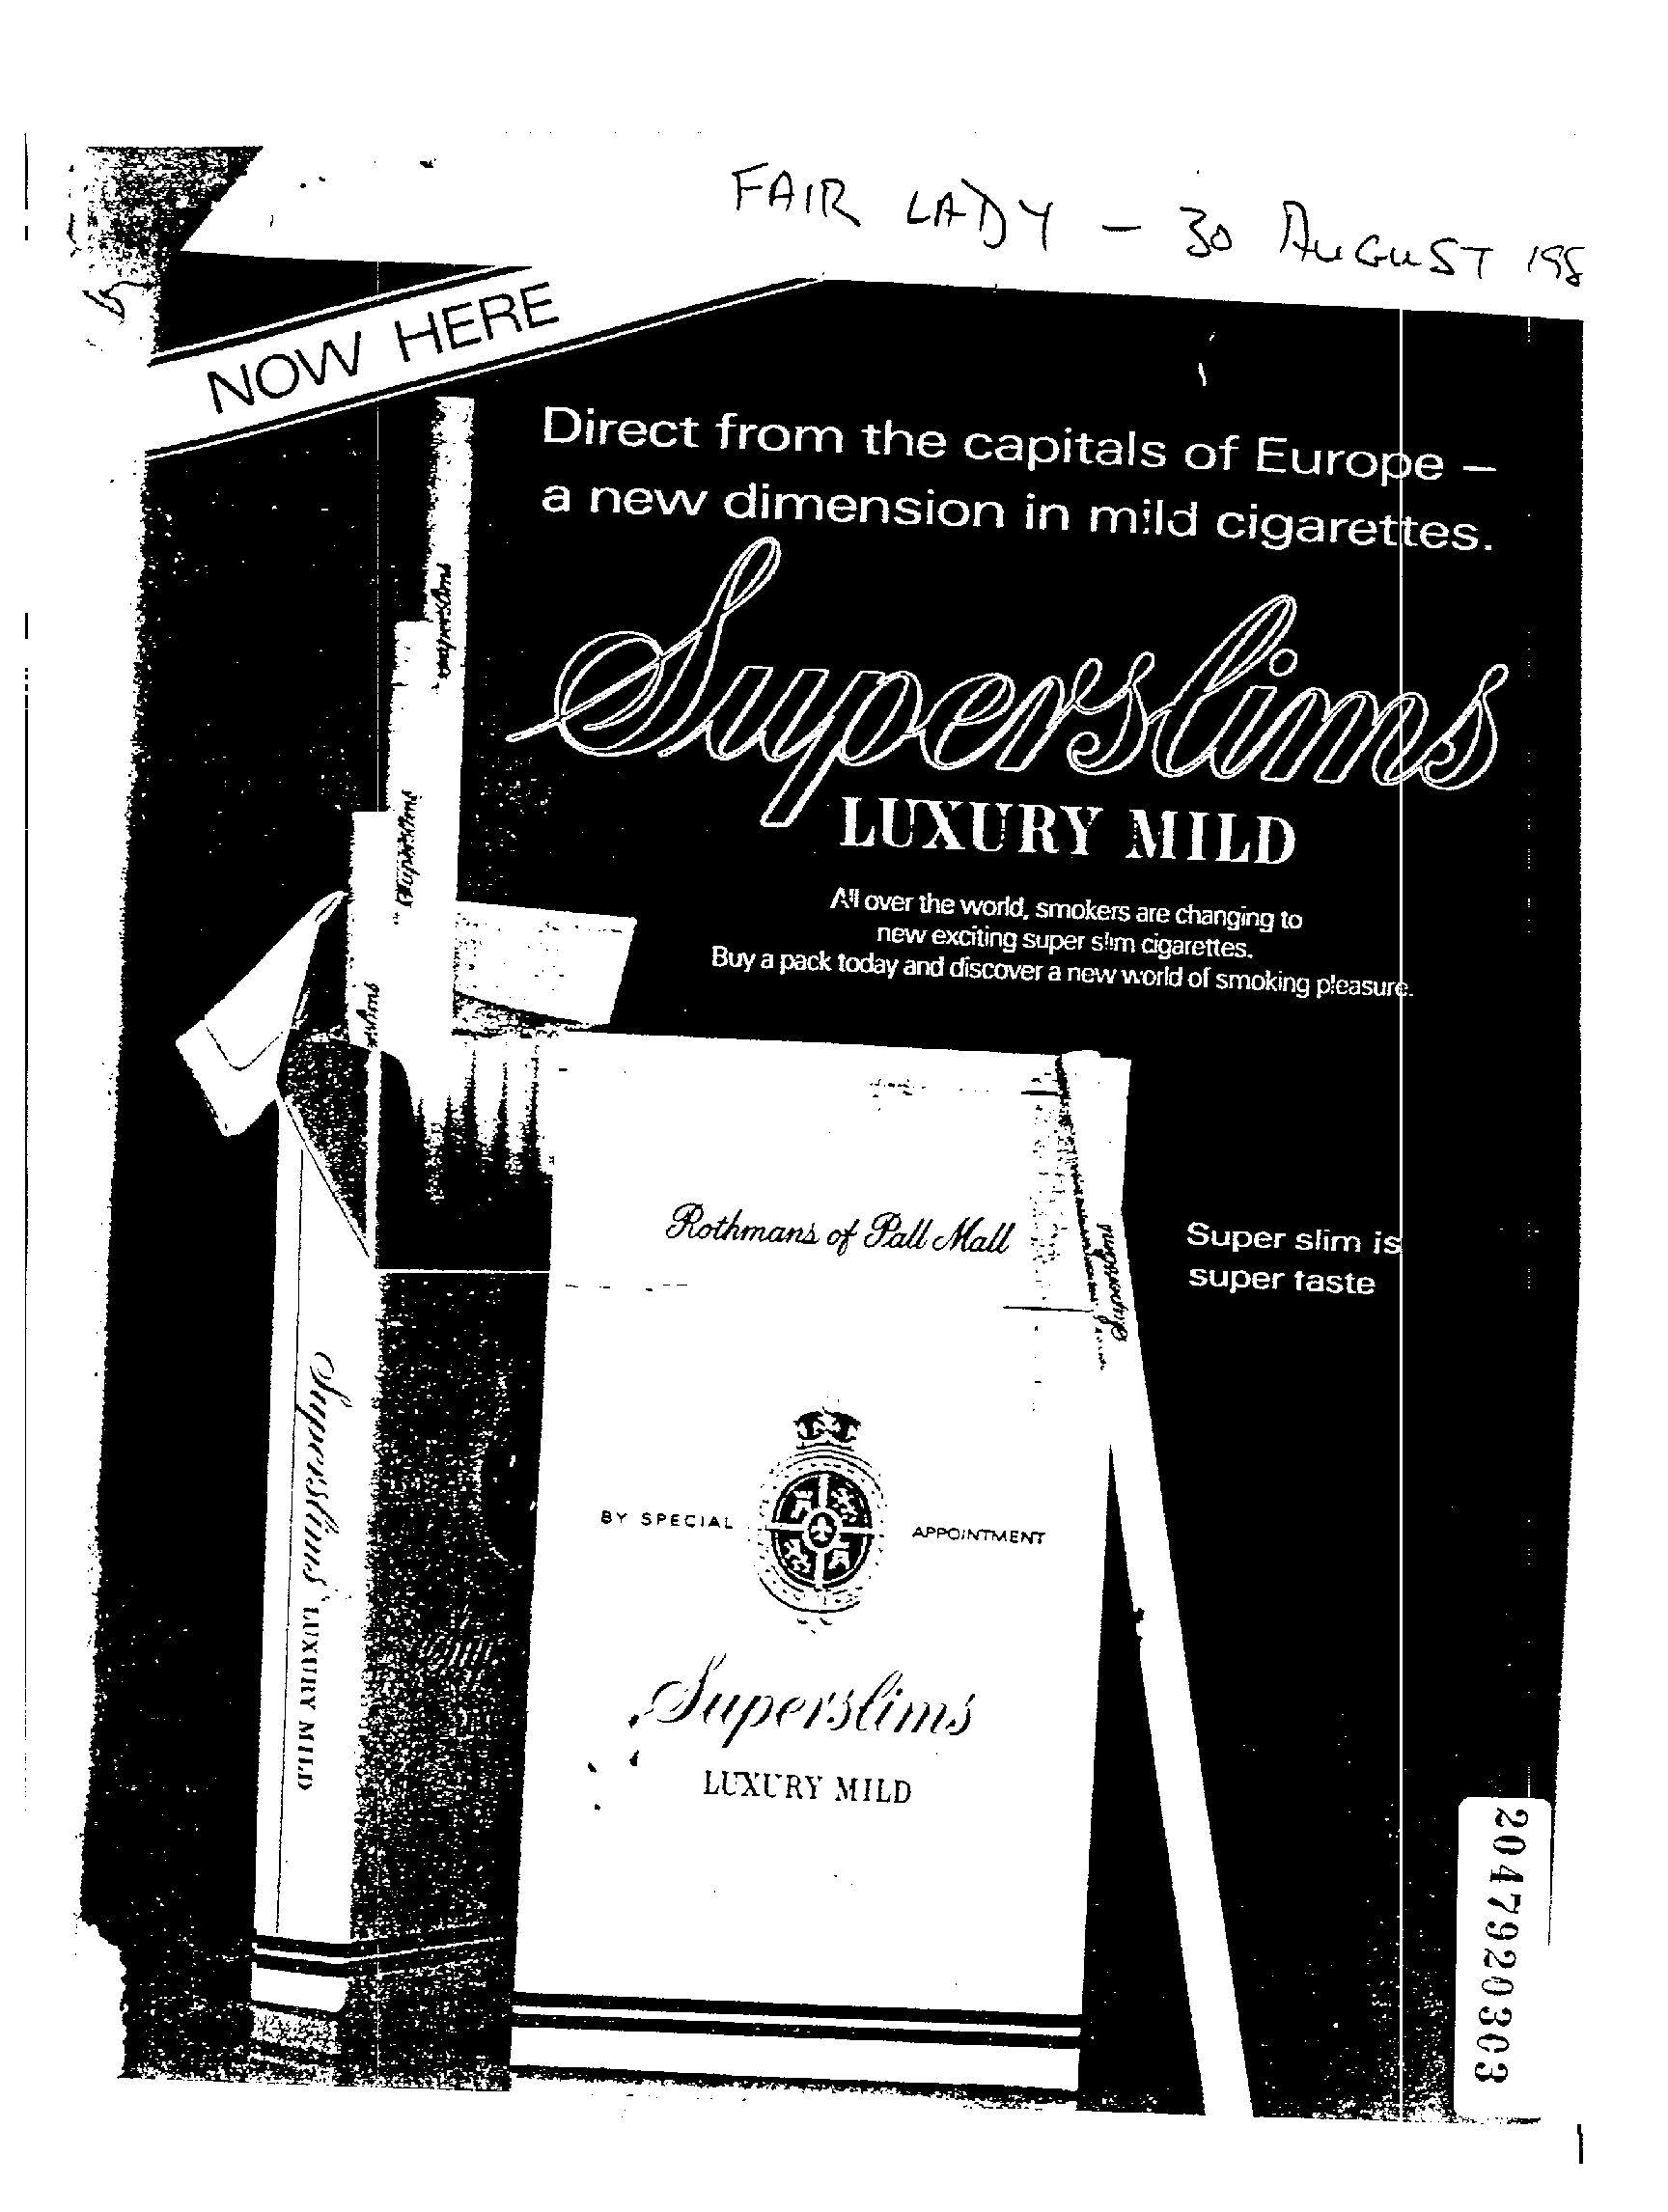 FAIR LADY - 30 AUGUST 198
NOW HERE
Direct from the capitals of Europe –
a new dimension in mild cigarettes.
Superslims
LUXURY MILD
All over the world, smokers are changing to
new exciting super slim cigarettes.
Buy a pack today and discover a new world of smoking pleasure.
Superslims
Superslims
Rothmans of Pall Mall
Superslims
Super slim is
super taste
BY SPECIAL APPOINTMENT
Superslims
LUXURY MILD
Superslims LUXURY MILD
2047920303